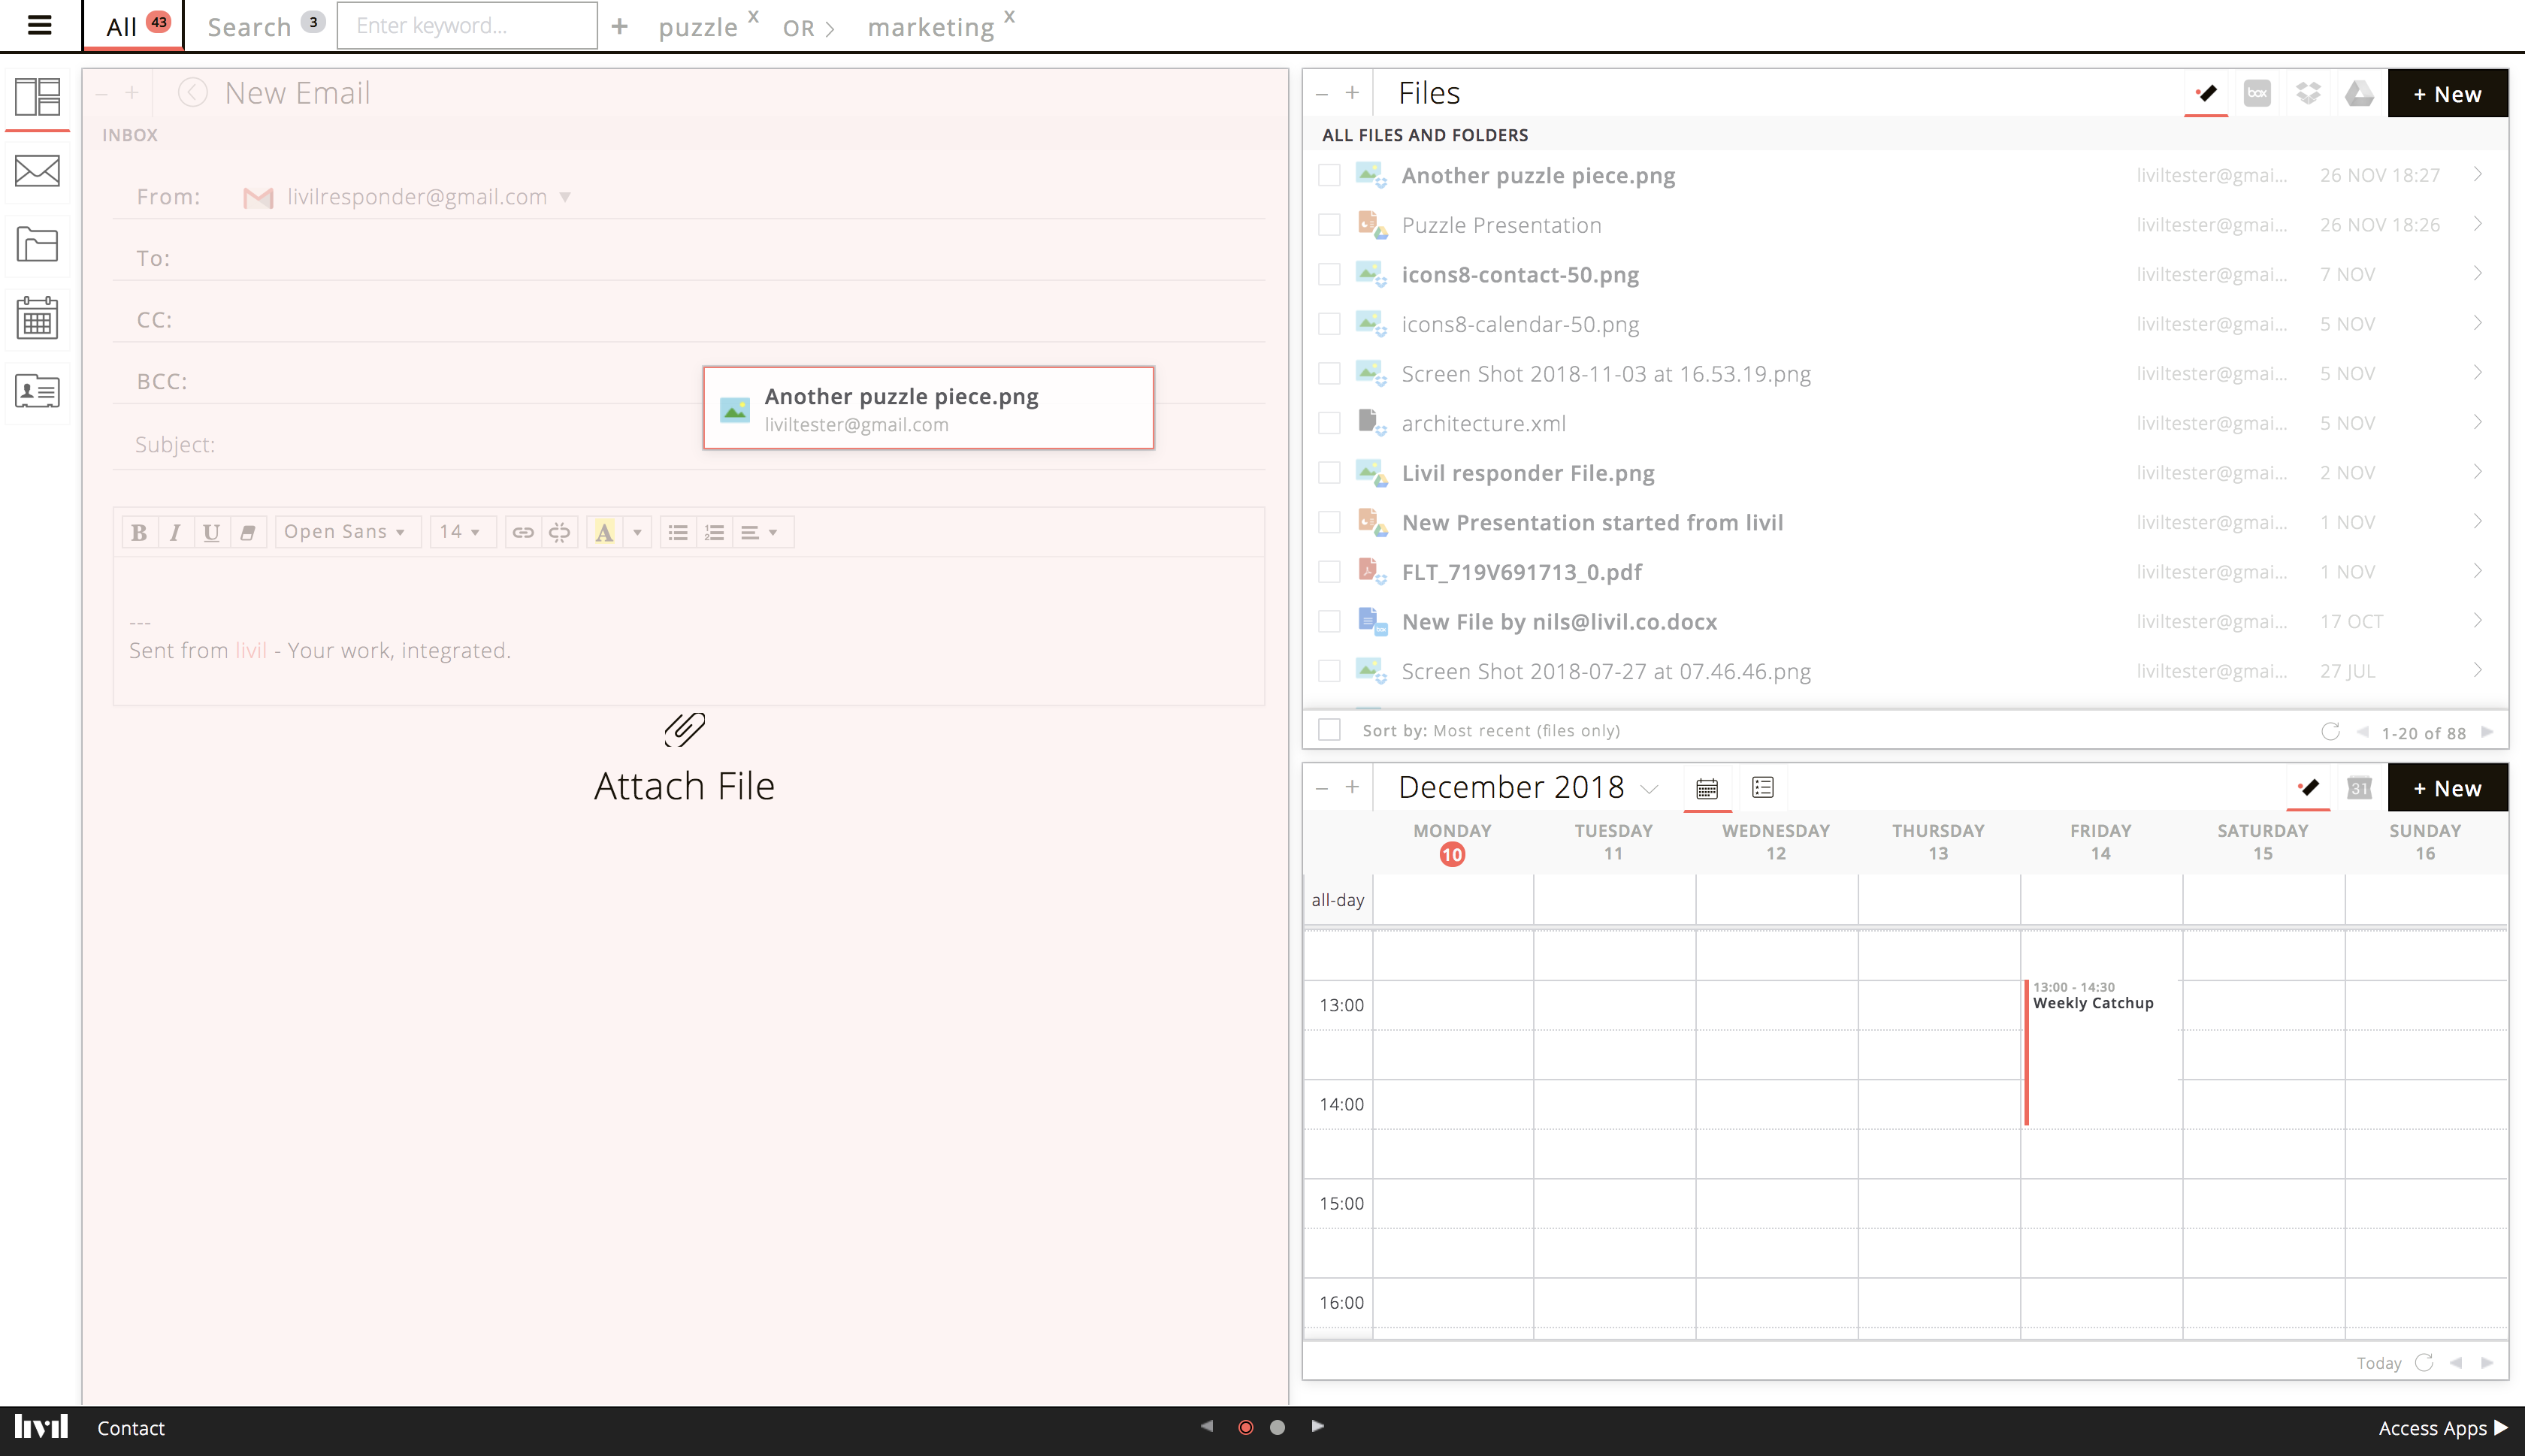 All 43 Search 3 Enter keyword... + puzzle x OR > marketing x
– + New Email
INBOX
From: livilresponder@gmail.com
To:
CC:
BCC:
Subject:
Another puzzle piece.png
liviltester@gmail.com
B I U Open Sans 14 A
---
Sent from livil - Your work, integrated.
Attach File
– + Files box + New
ALL FILES AND FOLDERS
Another puzzle piece.png liviltester@gmai... 26 NOV 18:27
Puzzle Presentation liviltester@gmai... 26 NOV 18:26
icons8-contact-50.png liviltester@gmai... 7 NOV
icons8-calendar-50.png liviltester@gmai... 5 NOV
Screen Shot 2018-11-03 at 16.53.19.png liviltester@gmai... 5 NOV
architecture.xml liviltester@gmai... 5 NOV
Livil responder File.png liviltester@gmai... 2 NOV
New Presentation started from livil liviltester@gmai... 1 NOV
FLT_719V691713_0.pdf liviltester@gmai... 1 NOV
New File by nils@livil.co.docx liviltester@gmai... 17 OCT
Screen Shot 2018-07-27 at 07.46.46.png liviltester@gmai... 27 JUL
Sort by: Most recent (files only) 1-20 of 88
– + December 2018 31 + New
MONDAY TUESDAY WEDNESDAY THURSDAY FRIDAY SATURDAY SUNDAY
10 11 12 13 14 15 16
all-day
13:00 - 14:30
Weekly Catchup
13:00
14:00
15:00
16:00
Today
livil Contact Access Apps